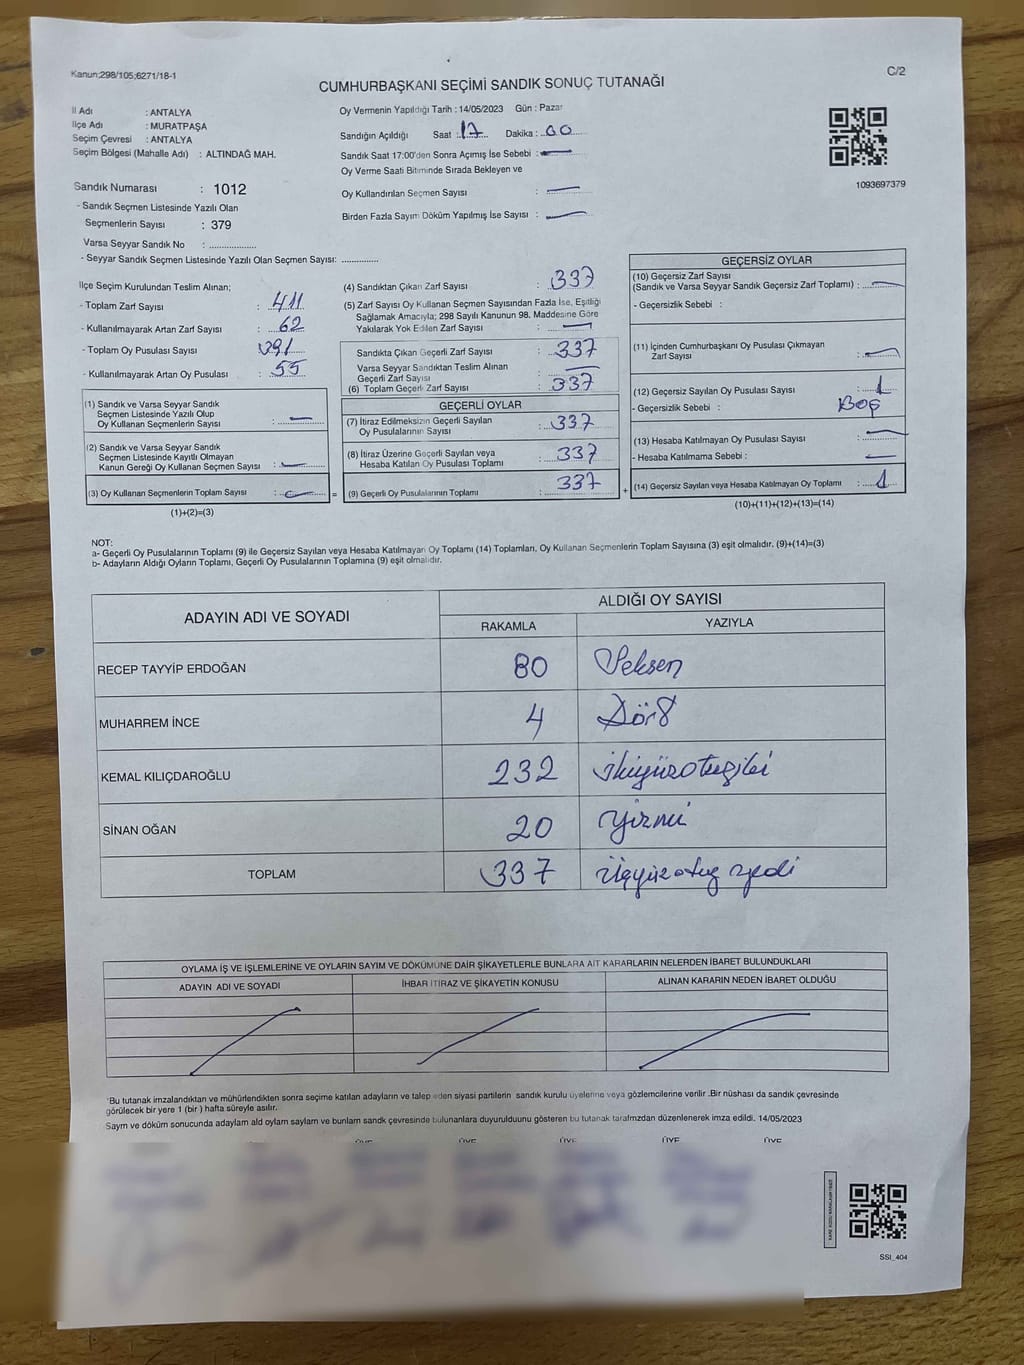 Kanun;298/105;6271/18-1
C/2
CUMHURBAŞKANI SEÇİMİ SANDIK SONUÇ TUTANAĞI
İl Adı : ANTALYA
İlçe Adı : MURATPAŞA
Seçim Çevresi : ANTALYA
Seçim Bölgesi (Mahalle Adı) : ALTINDAĞ MAH.
Sandık Numarası : 1012
- Sandık Seçmen Listesinde Yazılı Olan
Seçmenlerin Sayısı : 379
Varsa Seyyar Sandık No : ..................
- Seyyar Sandık Seçmen Listesinde Yazılı Olan Seçmen Sayısı: ..............
Oy Vermenin Yapıldığı Tarih : 14/05/2023 Gün : Pazar
Sandığın Açıldığı Saat : 17 Dakika : 00
Sandık Saat 17:00'den Sonra Açmış İse Sebebi : —
Oy Verme Saati Bitiminde Sırada Bekleyen ve
Oy Kullandırılan Seçmen Sayısı : —
Birden Fazla Sayım Döküm Yapılmış İse Sayısı : —
1093697379
İlçe Seçim Kurulundan Teslim Alınan;
- Toplam Zarf Sayısı : 411
- Kullanılmayarak Artan Zarf Sayısı : 62
- Toplam Oy Pusulası Sayısı : 391
- Kullanılmayarak Artan Oy Pusulası : 55
(1) Sandık ve Varsa Seyyar Sandık
Seçmen Listesinde Yazılı Olup
Oy Kullanan Seçmenlerin Sayısı : —
(2) Sandık ve Varsa Seyyar Sandık
Seçmen Listesinde Kayıtlı Olmayan
Kanun Gereği Oy Kullanan Seçmen Sayısı : —
(3) Oy Kullanan Seçmenlerin Toplam Sayısı : —
(1)+(2)=(3)
(4) Sandıktan Çıkan Zarf Sayısı : 337
(5) Zarf Sayısı Oy Kullanan Seçmen Sayısından Fazla İse, Eşitliği
Sağlamak Amacıyla; 298 Sayılı Kanunun 98. Maddesine Göre
Yakılarak Yok Edilen Zarf Sayısı : —
Sandıkta Çıkan Geçerli Zarf Sayısı : 337
Varsa Seyyar Sandıktan Teslim Alınan
Geçerli Zarf Sayısı : —
(6) Toplam Geçerli Zarf Sayısı : 337
GEÇERLİ OYLAR
(7) İtiraz Edilmeksizin Geçerli Sayılan
Oy Pusulalarının Sayısı : 337
(8) İtiraz Üzerine Geçerli Sayılan veya
Hesaba Katılan Oy Pusulası Toplamı : 337
= (9) Geçerli Oy Pusulalarının Toplamı : 337 +
GEÇERSİZ OYLAR
(10) Geçersiz Zarf Sayısı
(Sandık ve Varsa Seyyar Sandık Geçersiz Zarf Toplamı) : —
- Geçersizlik Sebebi :
(11) İçinden Cumhurbaşkanı Oy Pusulası Çıkmayan
Zarf Sayısı : —
(12) Geçersiz Sayılan Oy Pusulası Sayısı : 1
- Geçersizlik Sebebi : Boş
(13) Hesaba Katılmayan Oy Pusulası Sayısı : —
- Hesaba Katılmama Sebebi : —
(14) Geçersiz Sayılan veya Hesaba Katılmayan Oy Toplamı : 1
(10)+(11)+(12)+(13)=(14)
NOT:
a- Geçerli Oy Pusulalarının Toplamı (9) ile Geçersiz Sayılan veya Hesaba Katılmayan Oy Toplamı (14) Toplamları, Oy Kullanan Seçmenlerin Toplam Sayısına (3) eşit olmalıdır. (9)+(14)=(3)
b- Adayların Aldığı Oyların Toplamı, Geçerli Oy Pusulalarının Toplamına (9) eşit olmalıdır.
ADAYIN ADI VE SOYADI
ALDIĞI OY SAYISI
RAKAMLA YAZIYLA
RECEP TAYYİP ERDOĞAN 80 Seksen
MUHARREM İNCE 4 Dört
KEMAL KILIÇDAROĞLU 232 ikiyüzotuziki
SİNAN OĞAN 20 Yirmi
TOPLAM 337 üçyüzotuz yedi
OYLAMA İŞ VE İŞLEMLERİNE VE OYLARIN SAYIM VE DÖKÜMÜNE DAİR ŞİKAYETLERLE BUNLARA AİT KARARLARIN NELERDEN İBARET BULUNDUKLARI
ADAYIN ADI VE SOYADI İHBAR İTİRAZ VE ŞİKAYETİN KONUSU ALINAN KARARIN NEDEN İBARET OLDUĞU
*Bu tutanak imzalandıktan ve mühürlendikten sonra seçime katılan adayların ve talep eden siyasi partilerin sandık kurulu üyelerine veya gözlemcilerine verilir .Bir nüshası da sandık çevresinde
görülecek bir yere 1 (bir ) hafta süreyle asılır.
Sayım ve döküm sonucunda adaylam ald oylam saylam ve bunlam sandk çevresinde bulunanlara duyurulduunu gösteren bu tutanak tarafmzdan düzenlenerek imza edildi. 14/05/2023
ÜYE ÜYE ÜYE ÜYE ÜYE
SSI_404